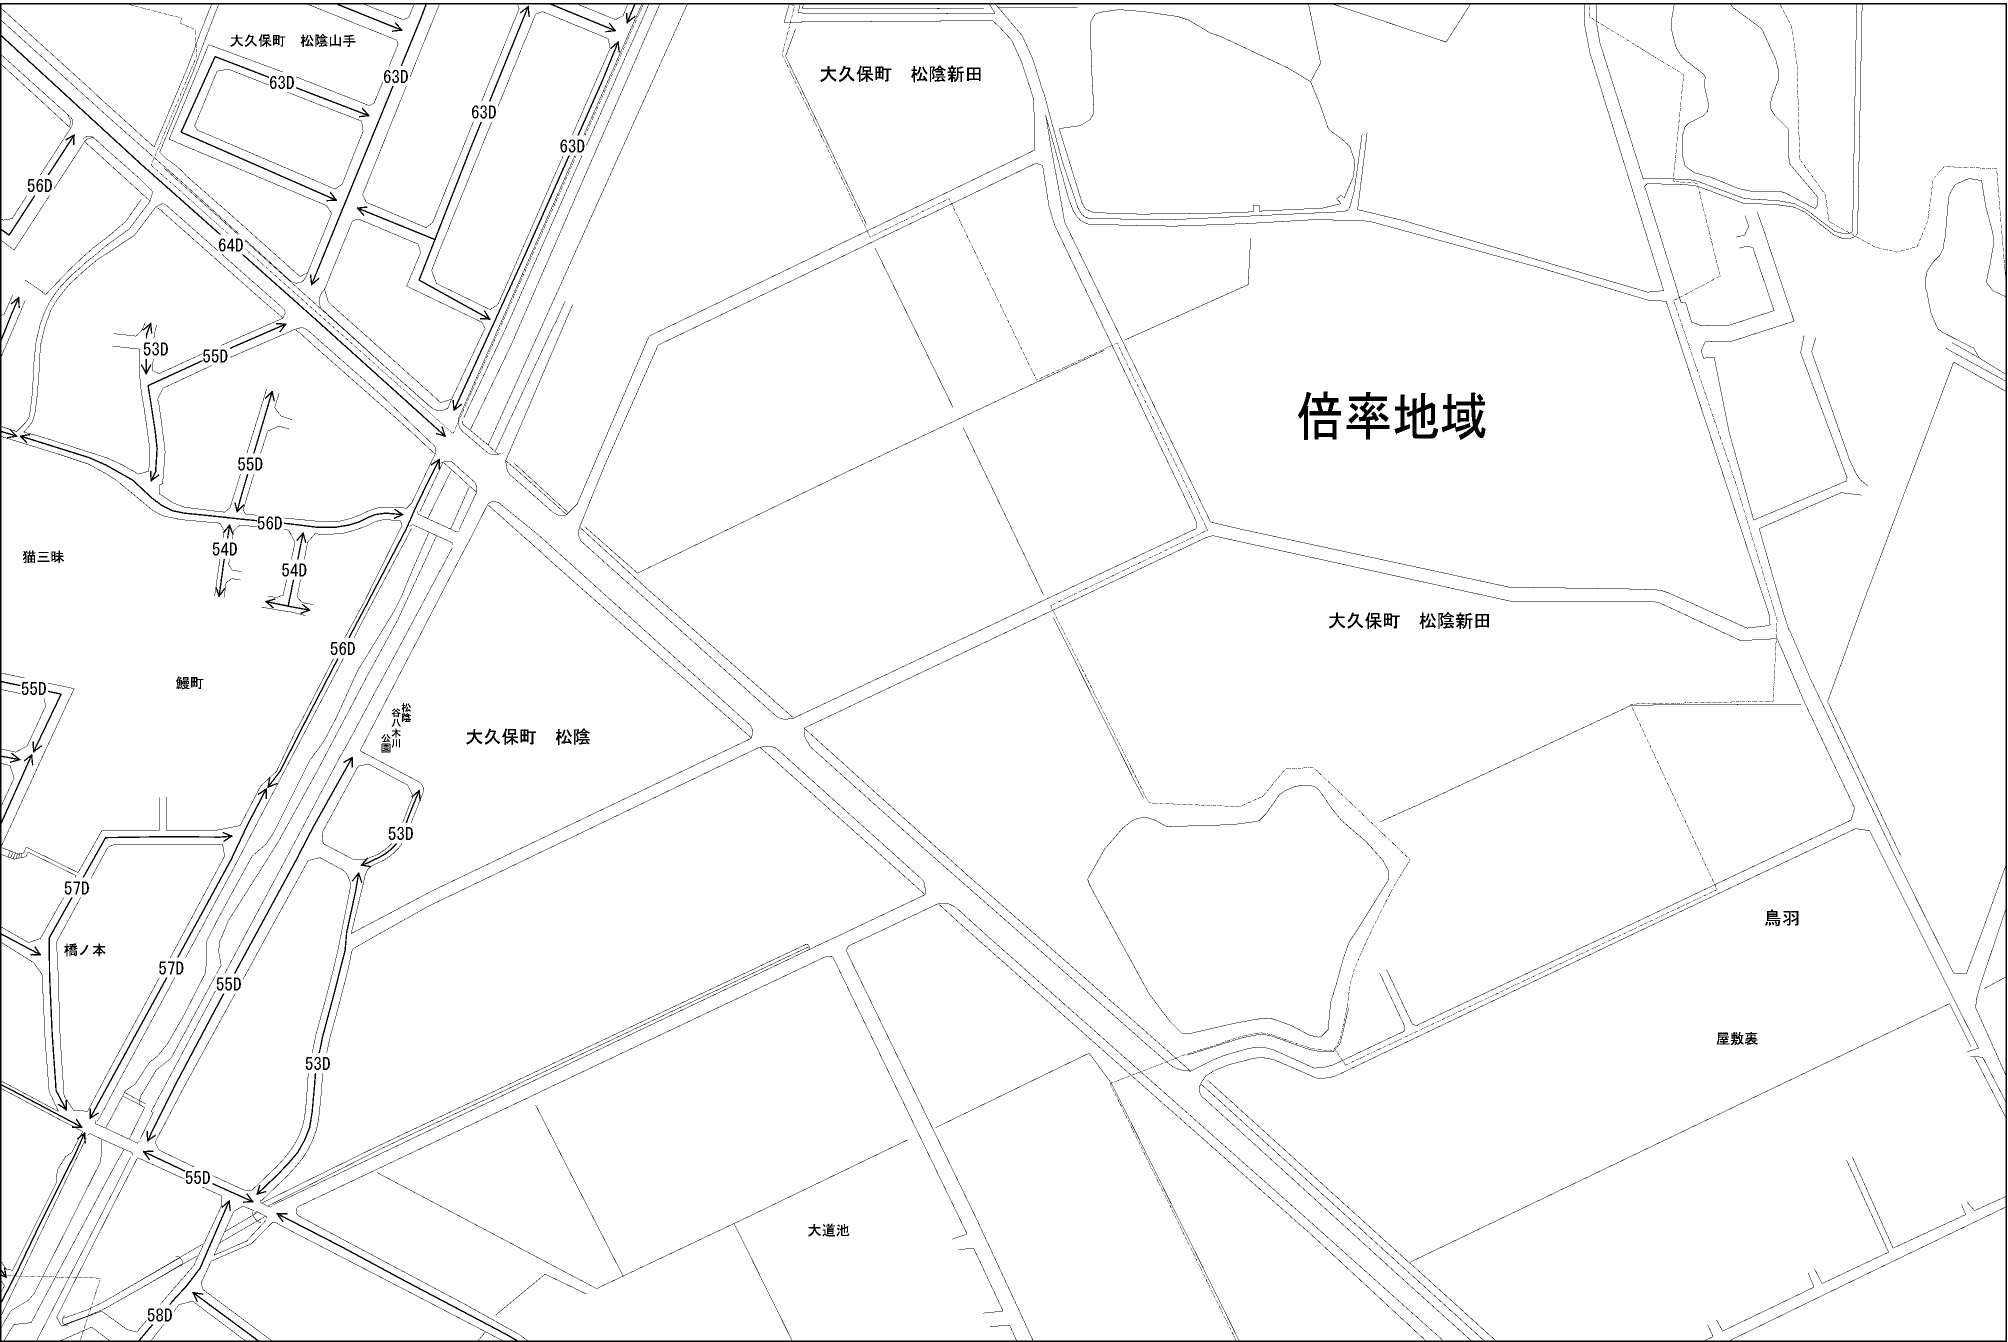 大久保町　松陰山手
大久保町　松陰新田
63D
63D
63D
63D
56D
64D
53D
55D
倍率地域
55D
56D
54D
54D
猫三昧
大久保町　松陰新田
56D
鰻町
55D
松陰
谷八木川
公園
大久保町　松陰
53D
57D
橋ノ本
鳥羽
57D
55D
屋敷裏
53D
55D
大道池
58D